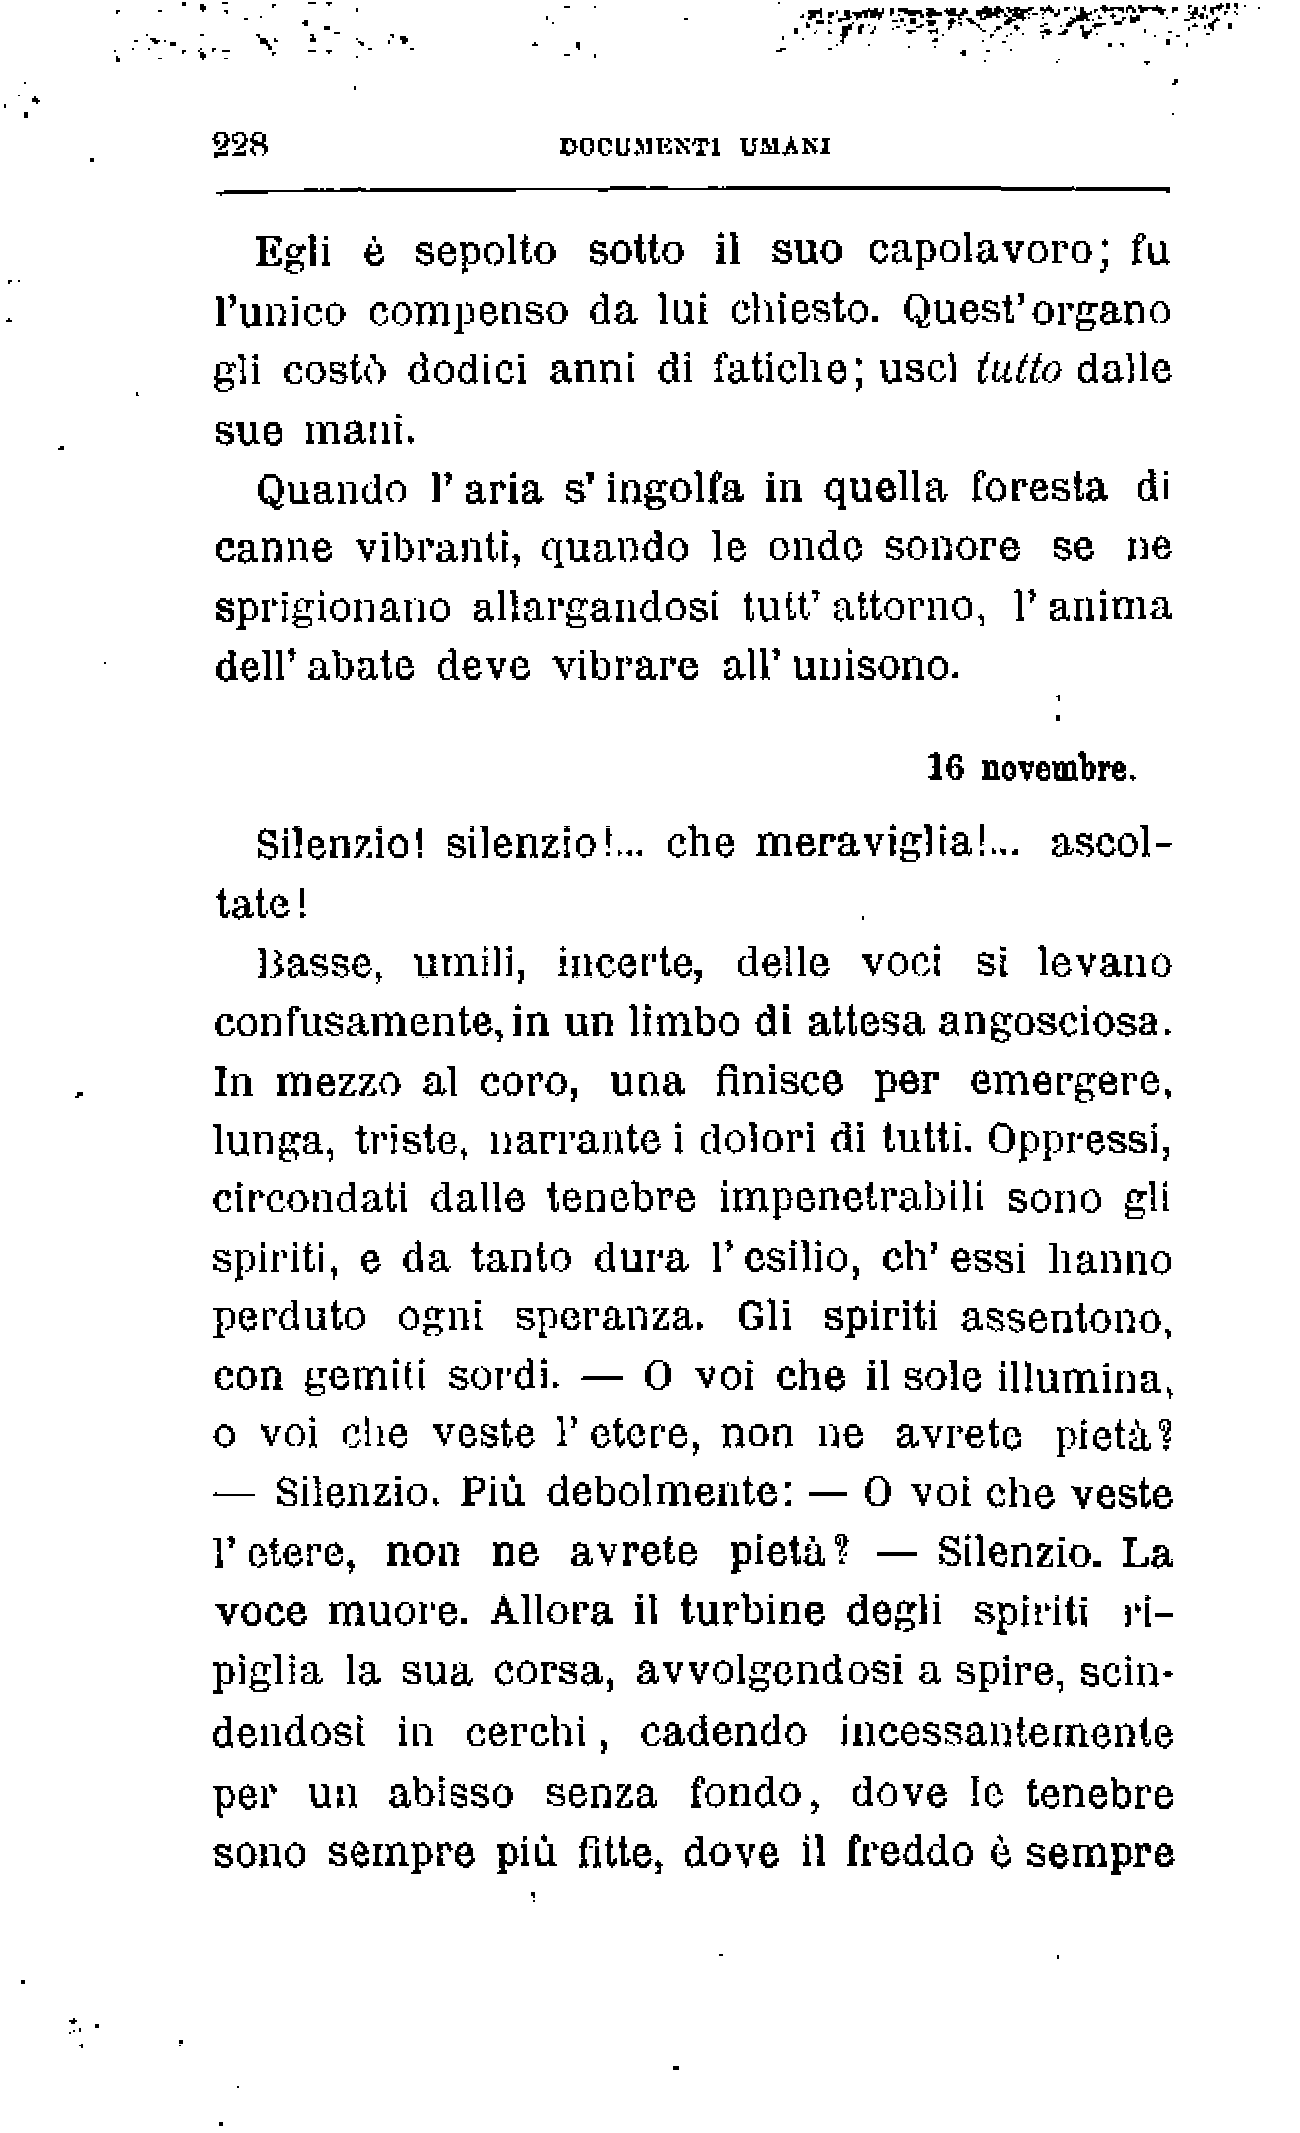 228 DOCUMENTI UMANI
Egli è sepolto sotto il suo capolavoro; fu
l'unico compenso da lui chiesto. Quest'organo
gli costò dodici anni di fatiche; uscì tutto dalle
sue mani.
Quando l'aria s'ingolfa in quella foresta di
canne vibranti, quando le onde sonore se ne
sprigionano allargandosi tutt'attorno, l'anima
dell'abate deve vibrare all'unisono.
16 novembre.
Silenzio! silenzio!... che meraviglia!... ascol-
tate!
Basse, umili, incerte, delle voci si levano
confusamente, in un limbo di attesa angosciosa.
In mezzo al coro, una finisce per emergere,
lunga, triste, narrante i dolori di tutti. Oppressi,
circondati dalle tenebre impenetrabili sono gli
spiriti, e da tanto dura l'esilio, ch'essi hanno
perduto ogni speranza. Gli spiriti assentono,
con gemiti sordi. — O voi che il sole illumina,
o voi che veste l'etere, non ne avrete pietà?
— Silenzio. Più debolmente: — O voi che veste
l'etere, non ne avrete pietà? — Silenzio. La
voce muore. Allora il turbine degli spiriti ri-
piglia la sua corsa, avvolgendosi a spire, scin-
dendosi in cerchi, cadendo incessantemente
per un abisso senza fondo, dove le tenebre
sono sempre più fitte, dove il freddo è sempre